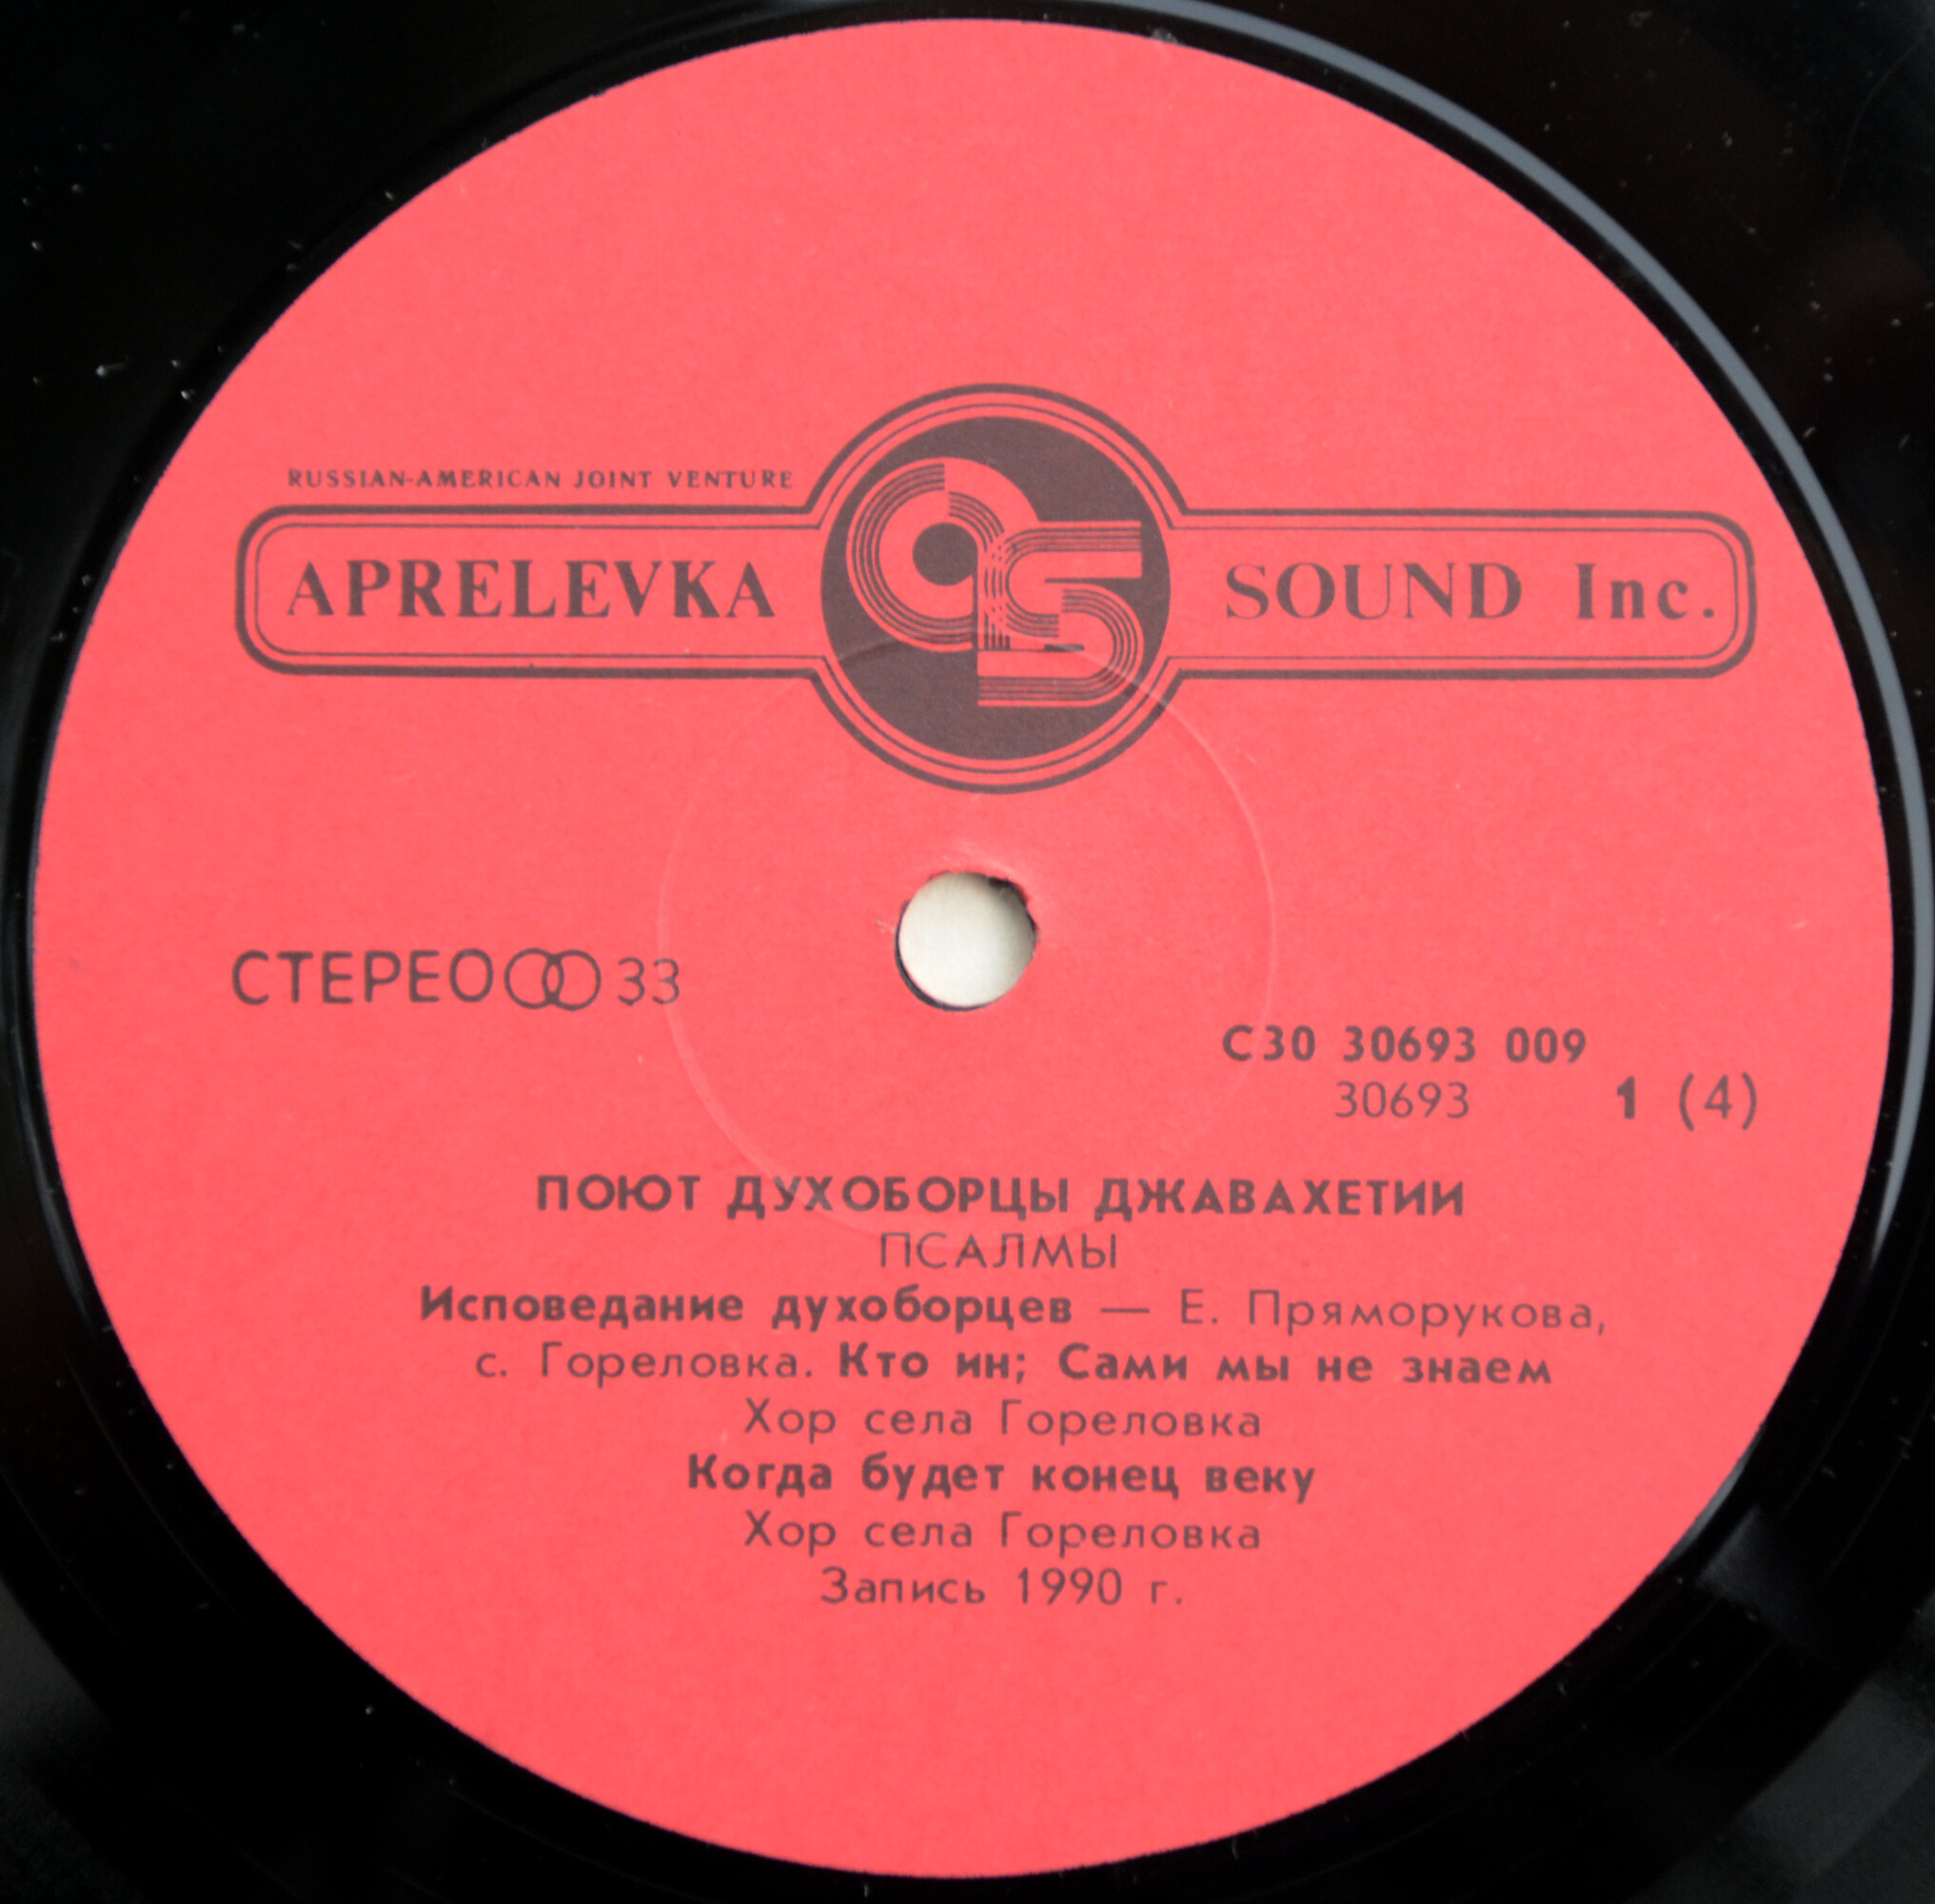 RUSSIAN-AMERICAN JOINT VENTURE
APRELEVKA SOUND Inc.
СТЕРЕО 33
С30 30693 009
30693 1 (4)
ПОЮТ ДУХОБОРЦЫ ДЖАВАХЕТИИ
ПСАЛМЫ
Исповедание духоборцев — Е. Пряморукова,
с. Гореловка. Кто ин; Сами мы не знаем
Хор села Гореловка
Когда будет конец веку
Хор села Гореловка
Запись 1990 г.